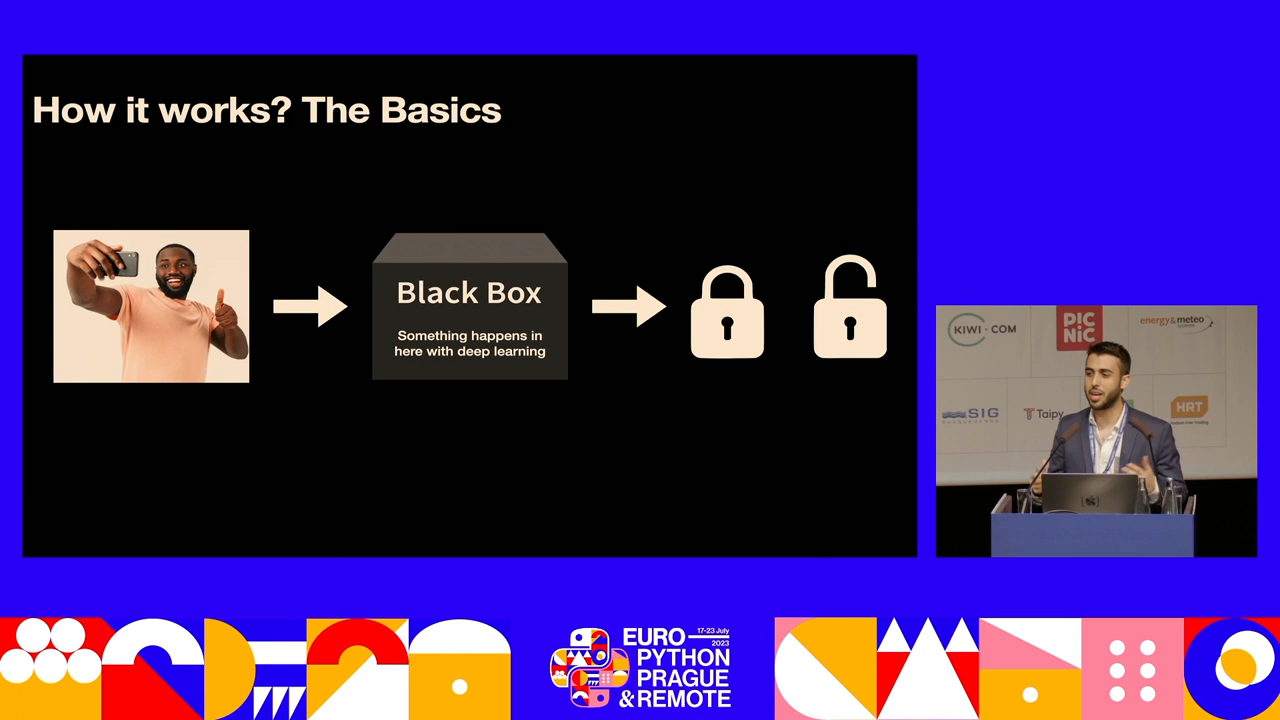 How it works? The Basics
Black Box
Something happens in
here with deep learning
KIWI.COM
PIC
NIC
energy & meteo
systems
SIG
Taipy
HRT
EURO
17-23 July
2023
PYTHON
PRAGUE
& REMOTE